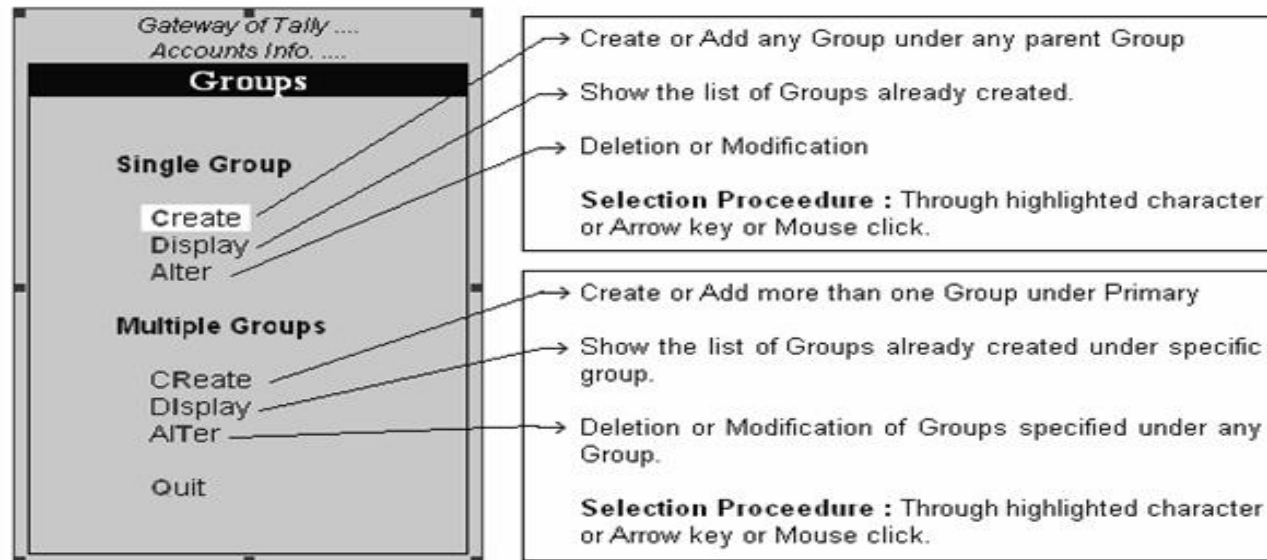 Gateway of Tally ....
Accounts Info. ....
Groups
Single Group
Create
Display
Alter
Multiple Groups
CReate
DIsplay
AlTer
Quit
Create or Add any Group under any parent Group
Show the list of Groups already created.
Deletion or Modification
Selection Proceedure : Through highlighted character
or Arrow key or Mouse click.
Create or Add more than one Group under Primary
Show the list of Groups already created under specific
group.
Deletion or Modification of Groups specified under any
Group.
Selection Proceedure : Through highlighted character
or Arrow key or Mouse click.